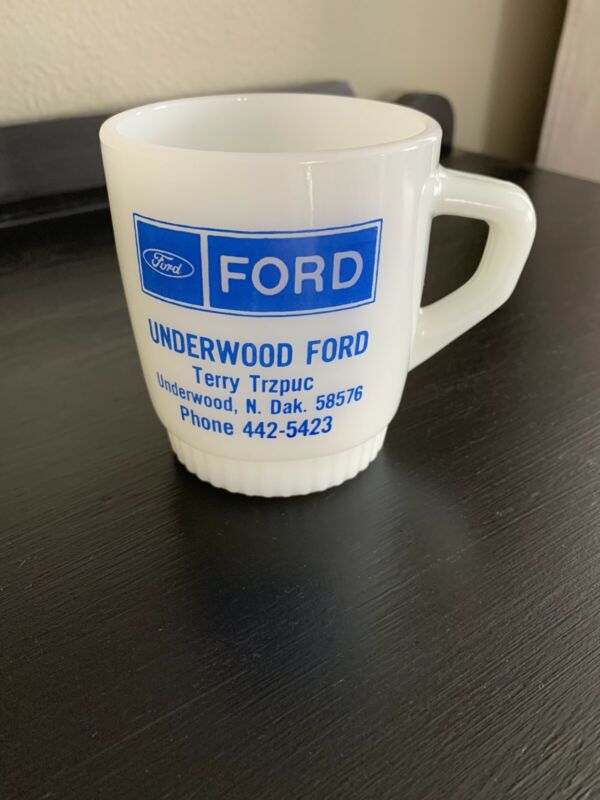 Ford FORD
UNDERWOOD FORD
Terry Trzpuc
Underwood, N. Dak. 58576
Phone 442-5423